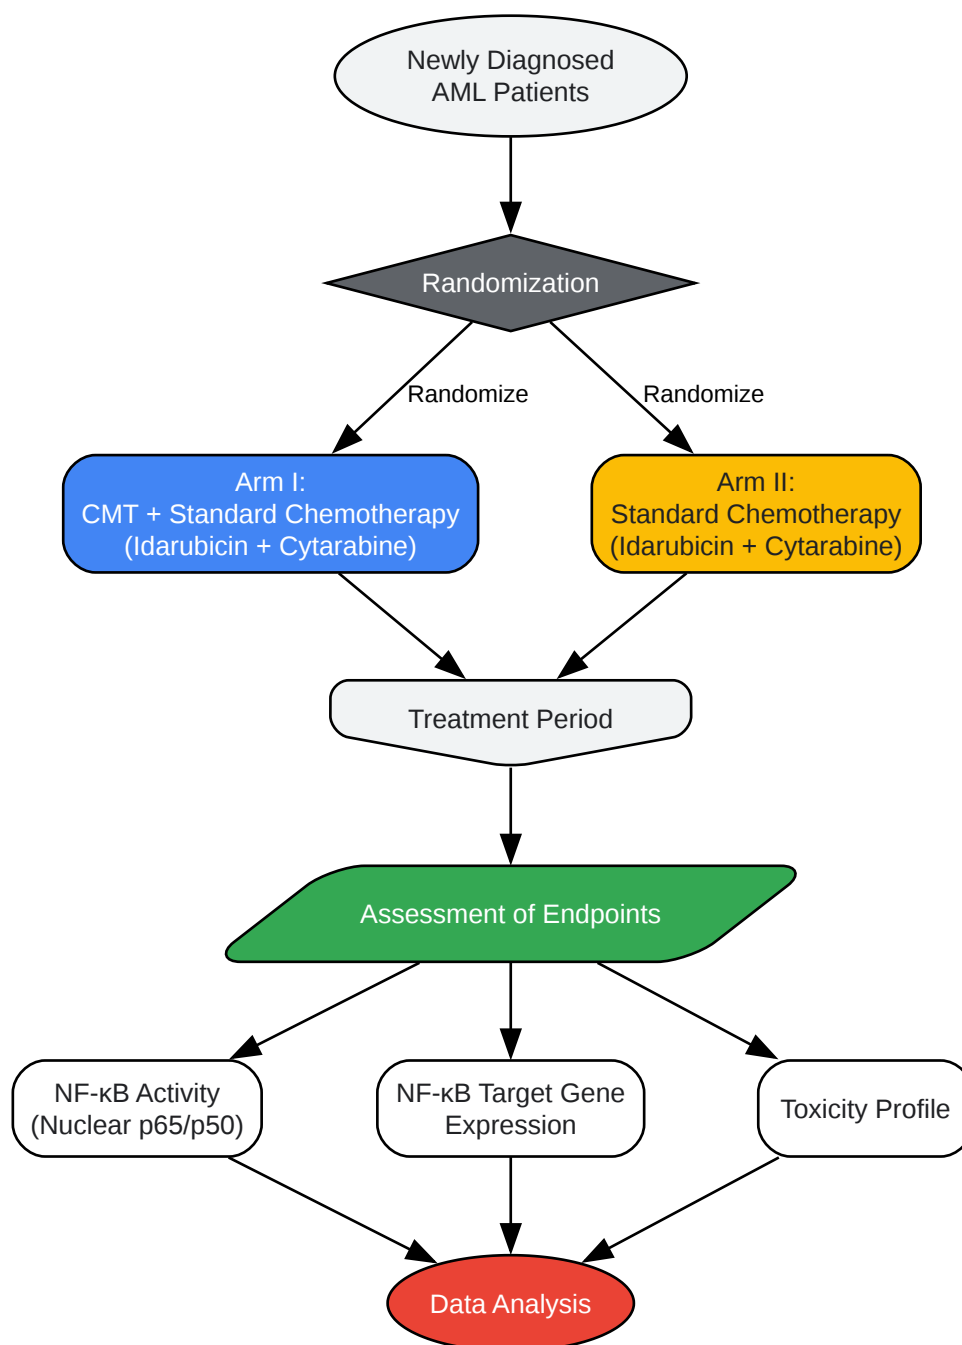 Newly Diagnosed
AML Patients
Randomization
Randomize
Randomize
Arm I:
CMT + Standard Chemotherapy
(Idarubicin + Cytarabine)
Arm II:
Standard Chemotherapy
(Idarubicin + Cytarabine)
Treatment Period
Assessment of Endpoints
NF-κB Activity
(Nuclear p65/p50)
NF-κB Target Gene
Expression
Toxicity Profile
Data Analysis